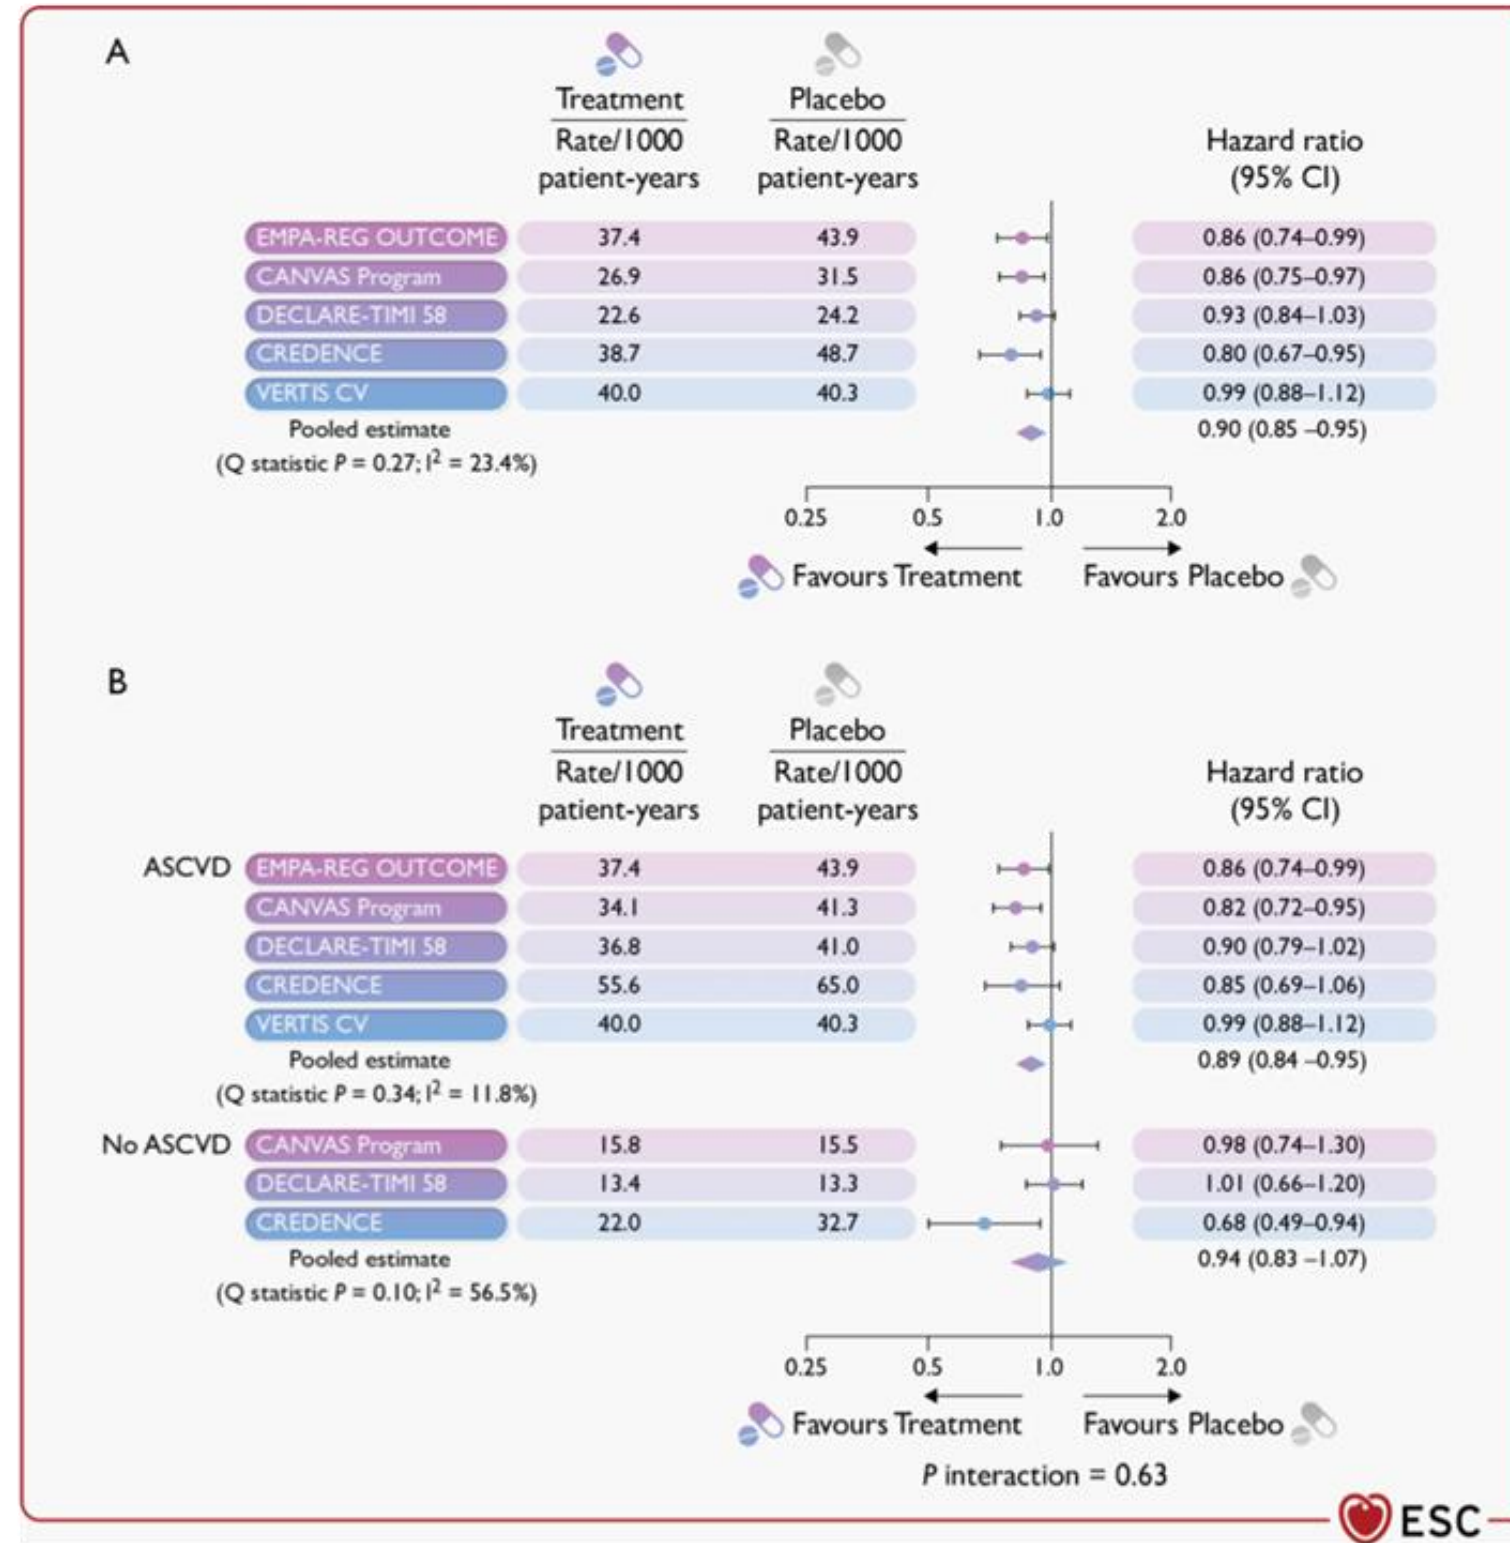 A
Treatment Placebo
Rate/1000 Rate/1000 Hazard ratio
patient-years patient-years (95% CI)
EMPA-REG OUTCOME 37.4 43.9 0.86 (0.74–0.99)
CANVAS Program 26.9 31.5 0.86 (0.75–0.97)
DECLARE-TIMI 58 22.6 24.2 0.93 (0.84–1.03)
CREDENCE 38.7 48.7 0.80 (0.67–0.95)
VERTIS CV 40.0 40.3 0.99 (0.88–1.12)
Pooled estimate 0.90 (0.85 –0.95)
(Q statistic P = 0.27; I² = 23.4%)
0.25 0.5 1.0 2.0
Favours Treatment Favours Placebo
B
Treatment Placebo
Rate/1000 Rate/1000 Hazard ratio
patient-years patient-years (95% CI)
ASCVD EMPA-REG OUTCOME 37.4 43.9 0.86 (0.74–0.99)
CANVAS Program 34.1 41.3 0.82 (0.72–0.95)
DECLARE-TIMI 58 36.8 41.0 0.90 (0.79–1.02)
CREDENCE 55.6 65.0 0.85 (0.69–1.06)
VERTIS CV 40.0 40.3 0.99 (0.88–1.12)
Pooled estimate 0.89 (0.84 –0.95)
(Q statistic P = 0.34; I² = 11.8%)
No ASCVD CANVAS Program 15.8 15.5 0.98 (0.74–1.30)
DECLARE-TIMI 58 13.4 13.3 1.01 (0.66–1.20)
CREDENCE 22.0 32.7 0.68 (0.49–0.94)
Pooled estimate 0.94 (0.83 –1.07)
(Q statistic P = 0.10; I² = 56.5%)
0.25 0.5 1.0 2.0
Favours Treatment Favours Placebo
P interaction = 0.63
ESC